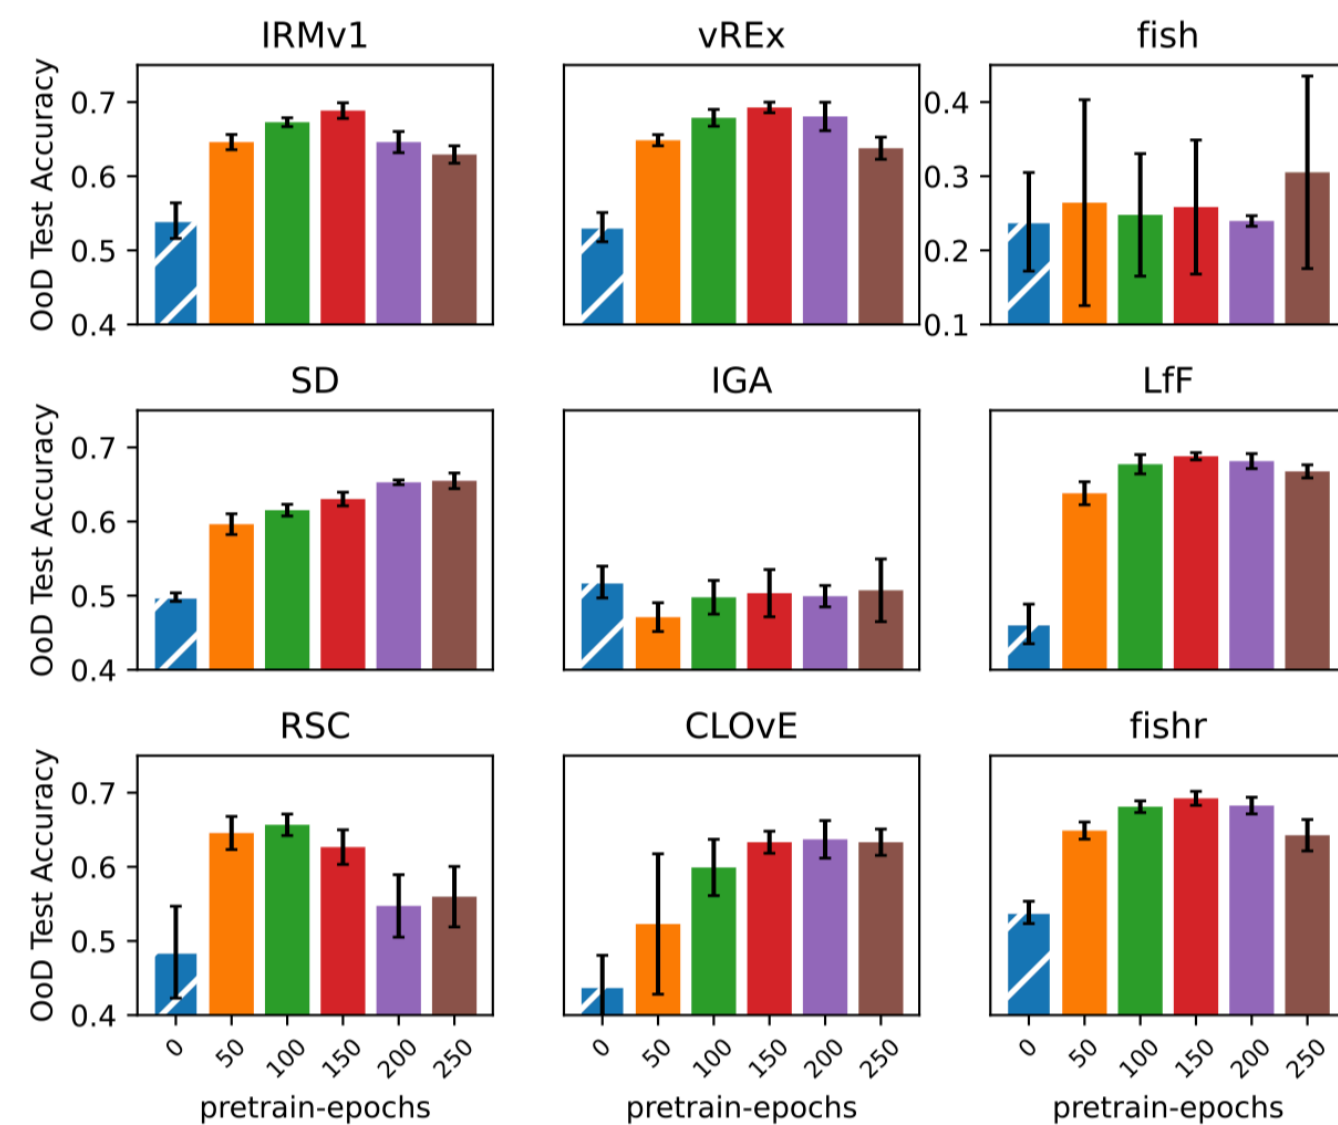 IRMv1
vREx
fish
OoD Test Accuracy
0.7
0.6
0.5
0.4
0.4
0.3
0.2
0.1
SD
IGA
LfF
OoD Test Accuracy
0.7
0.6
0.5
0.4
RSC
CLOvE
fishr
OoD Test Accuracy
0.7
0.6
0.5
0.4
0 50 100 150 200 250
0 50 100 150 200 250
0 50 100 150 200 250
pretrain-epochs
pretrain-epochs
pretrain-epochs